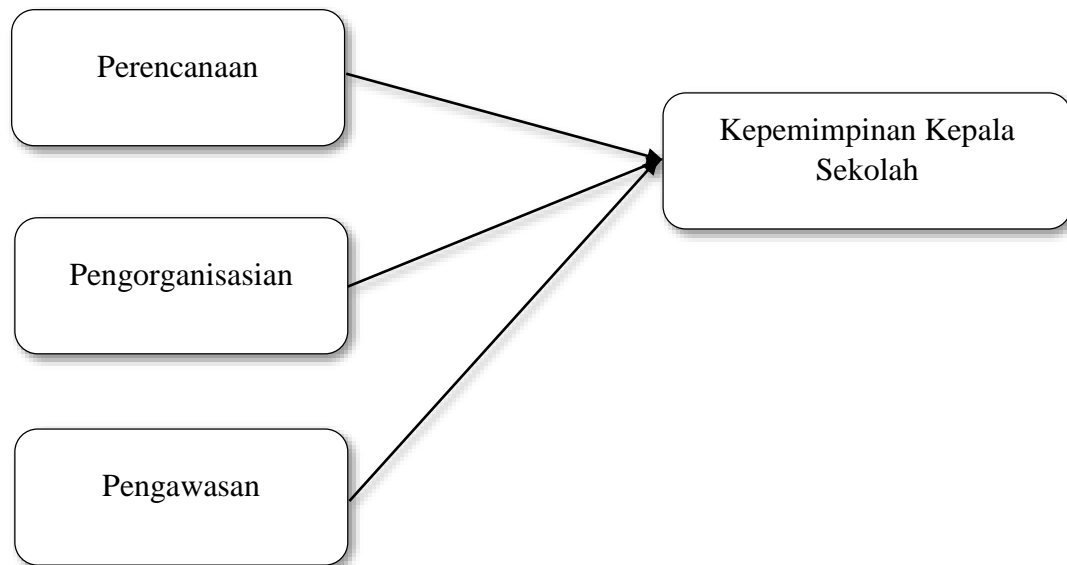 Perencanaan
Kepemimpinan Kepala
Sekolah
Pengorganisasian
Pengawasan